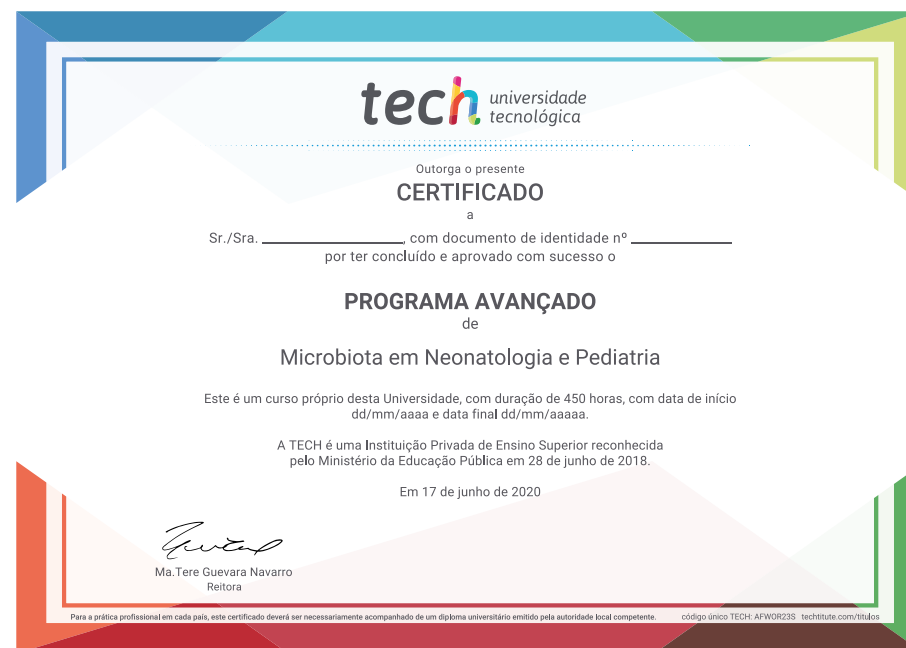 tech universidade
tecnológica
Outorga o presente
CERTIFICADO
a
Sr./Sra. ____________, com documento de identidade nº ____________
por ter concluído e aprovado com sucesso o
PROGRAMA AVANÇADO
de
Microbiota em Neonatologia e Pediatria
Este é um curso próprio desta Universidade, com duração de 450 horas, com data de início
dd/mm/aaaa e data final dd/mm/aaaaa.
A TECH é uma Instituição Privada de Ensino Superior reconhecida
pelo Ministério da Educação Pública em 28 de junho de 2018.
Em 17 de junho de 2020
Ma.Tere Guevara Navarro
Reitora
Para a prática profissional em cada país, este certificado deverá ser necessariamente acompanhado de um diploma universitário emitido pela autoridade local competente. código único TECH: AFWOR23S techtitute.com/titulos